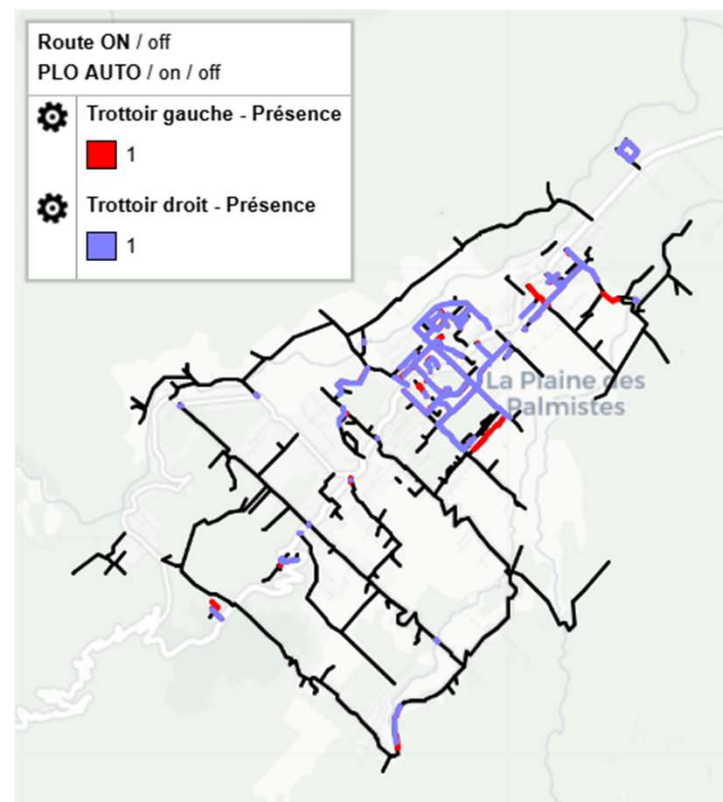 Route ON / off
PLO AUTO / on / off
Trottoir gauche - Présence
1
Trottoir droit - Présence
1
La Plaine des
Palmistes